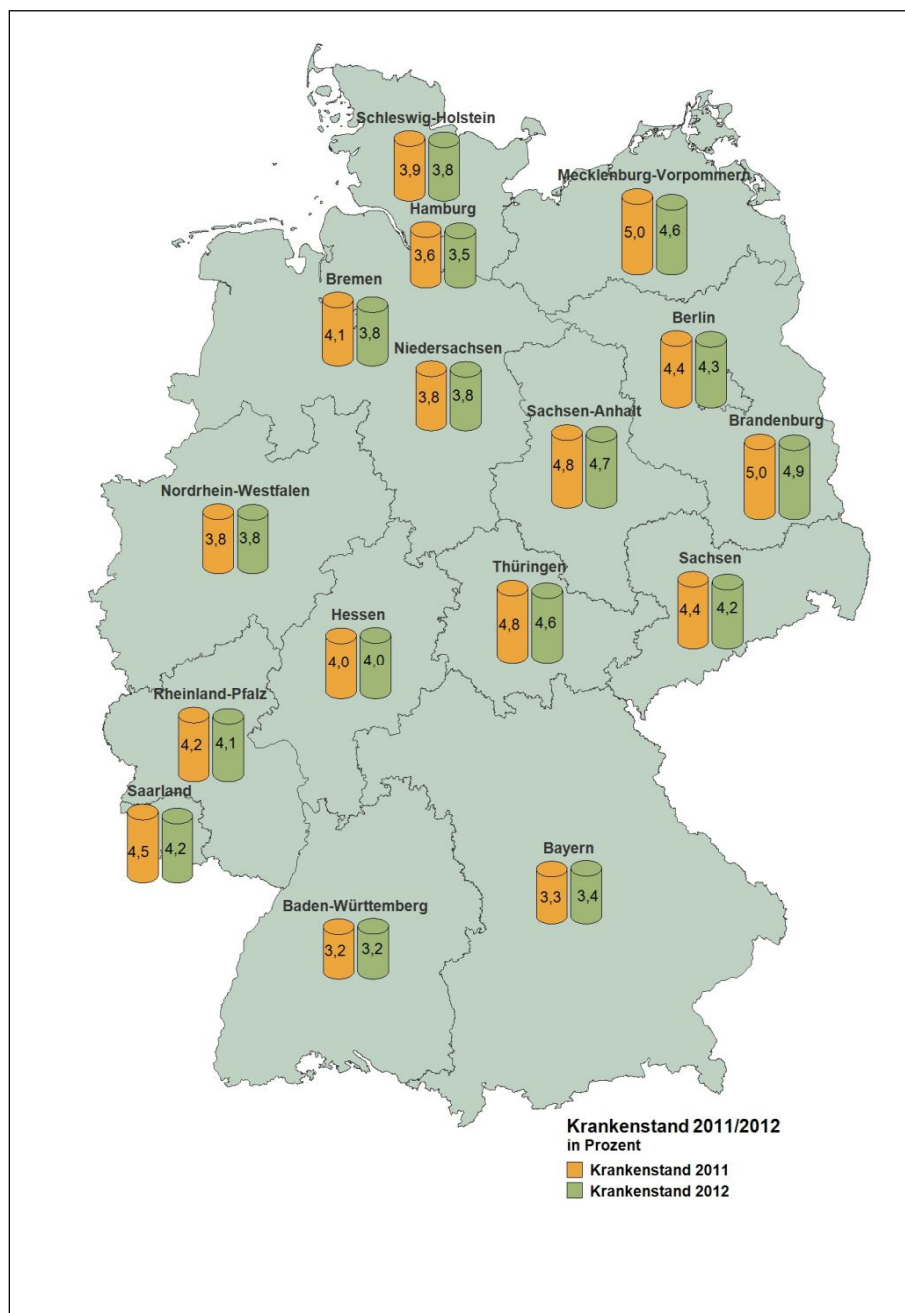 Schleswig-Holstein
3,9 3,8
Mecklenburg-Vorpommern
5,0 4,6
Hamburg
3,6 3,5
Bremen
4,1 3,8
Berlin
4,4 4,3
Niedersachsen
3,8 3,8
Sachsen-Anhalt
4,8 4,7
Brandenburg
5,0 4,9
Nordrhein-Westfalen
3,8 3,8
Sachsen
4,4 4,2
Thüringen
4,8 4,6
Hessen
4,0 4,0
Rheinland-Pfalz
4,2 4,1
Saarland
4,5 4,2
Bayern
3,3 3,4
Baden-Württemberg
3,2 3,2
Krankenstand 2011/2012
in Prozent
Krankenstand 2011
Krankenstand 2012